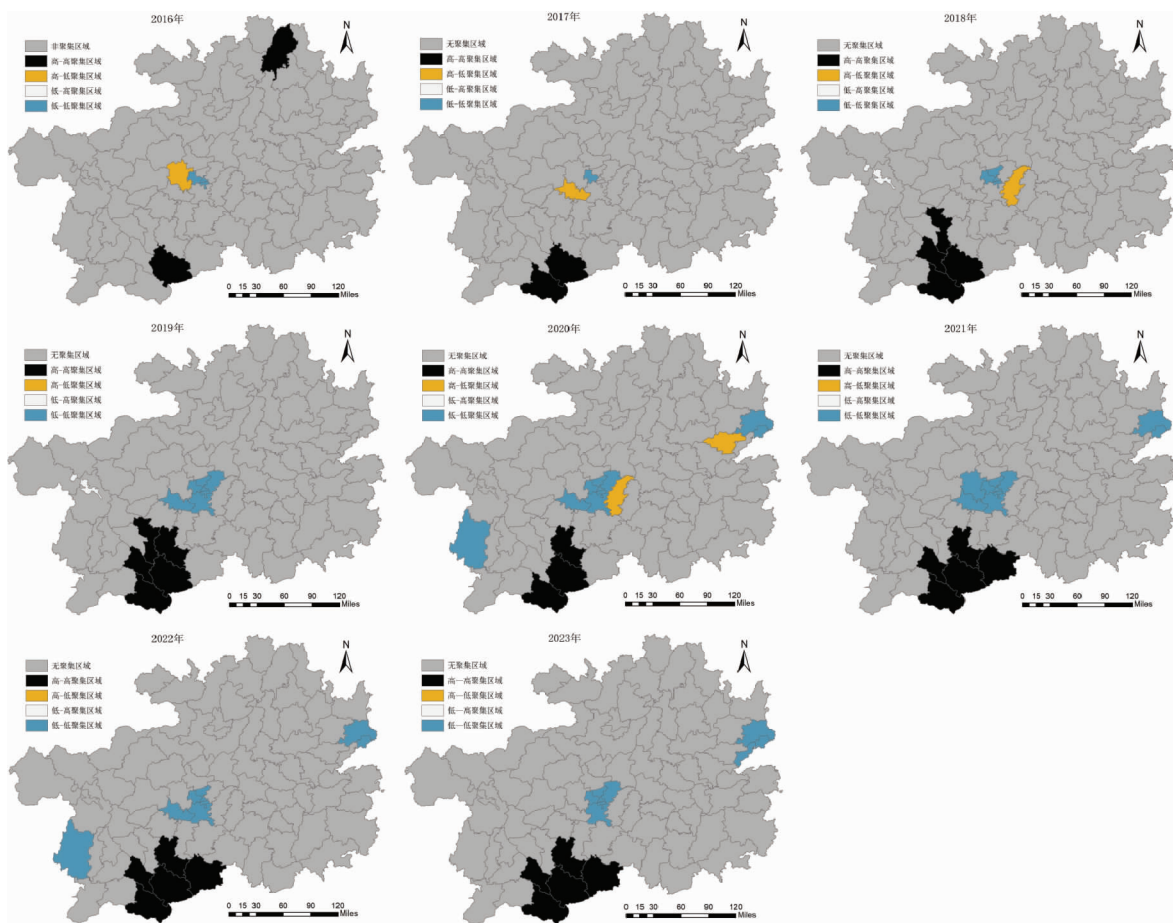 2016年
N
非聚集区域
高-高聚集区域
高-低聚集区域
低-高聚集区域
低-低聚集区域
0 15 30 60 90 120
Miles
2017年
N
无聚集区域
高-高聚集区域
高-低聚集区域
低-高聚集区域
低-低聚集区域
0 15 30 60 90 120
Miles
2018年
N
无聚集区域
高-高聚集区域
高-低聚集区域
低-高聚集区域
低-低聚集区域
0 15 30 60 90 120
Miles
2019年
N
无聚集区域
高-高聚集区域
高-低聚集区域
低-高聚集区域
低-低聚集区域
0 15 30 60 90 120
Miles
2020年
N
无聚集区域
高-高聚集区域
高-低聚集区域
低-高聚集区域
低-低聚集区域
0 15 30 60 90 120
Miles
2021年
N
无聚集区域
高-高聚集区域
高-低聚集区域
低-高聚集区域
低-低聚集区域
0 15 30 60 90 120
Miles
2022年
N
无聚集区域
高-高聚集区域
高-低聚集区域
低-高聚集区域
低-低聚集区域
0 15 30 60 90 120
Miles
2023年
N
无聚集区域
高—高聚集区域
高—低聚集区域
低—高聚集区域
低—低聚集区域
0 15 30 60 90 120
Miles